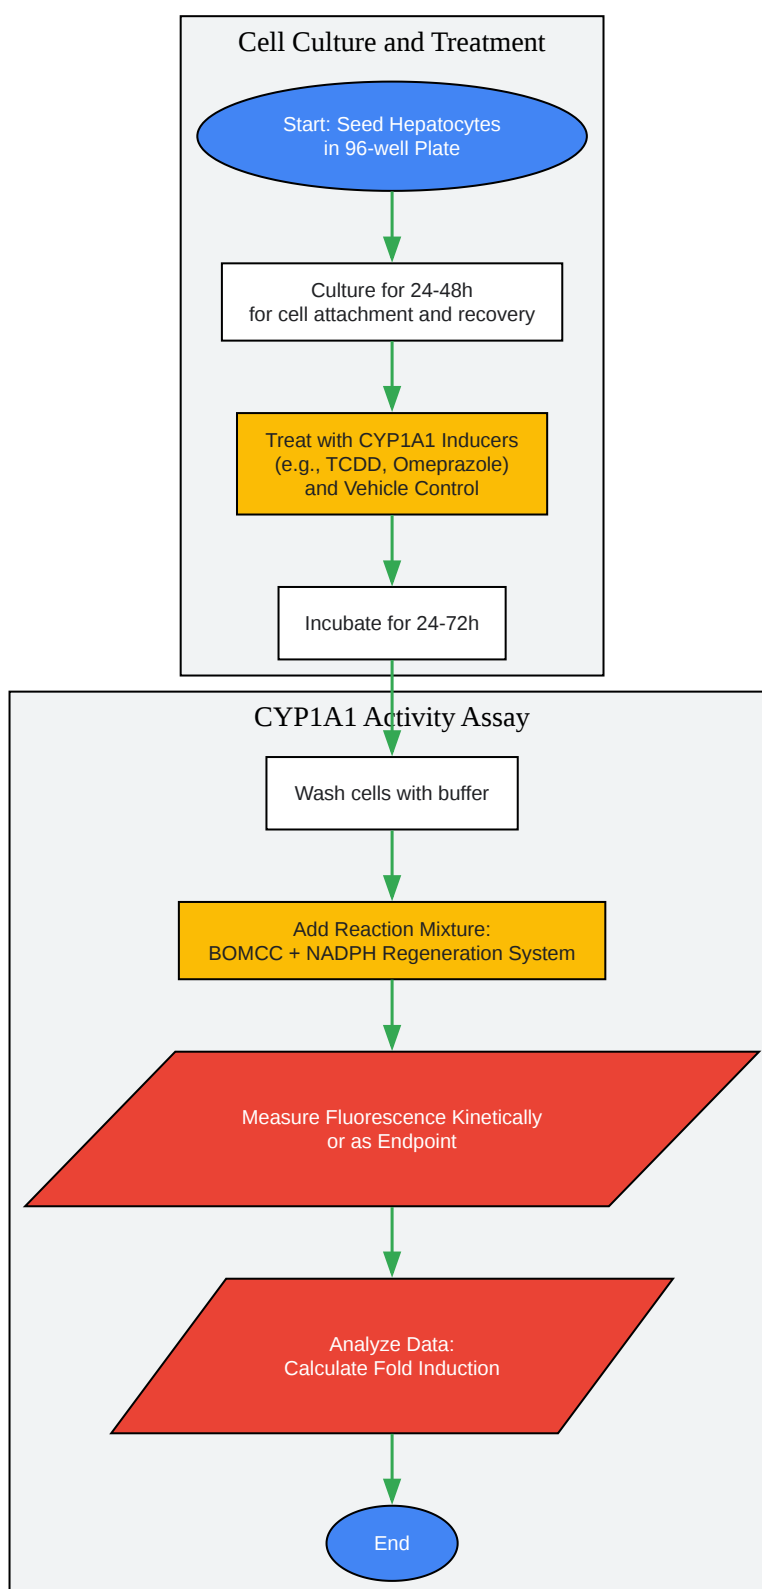 Cell Culture and Treatment
Start: Seed Hepatocytes
in 96-well Plate
Culture for 24-48h
for cell attachment and recovery
Treat with CYP1A1 Inducers
(e.g., TCDD, Omeprazole)
and Vehicle Control
Incubate for 24-72h
CYP1A1 Activity Assay
Wash cells with buffer
Add Reaction Mixture:
BOMCC + NADPH Regeneration System
Measure Fluorescence Kinetically
or as Endpoint
Analyze Data:
Calculate Fold Induction
End